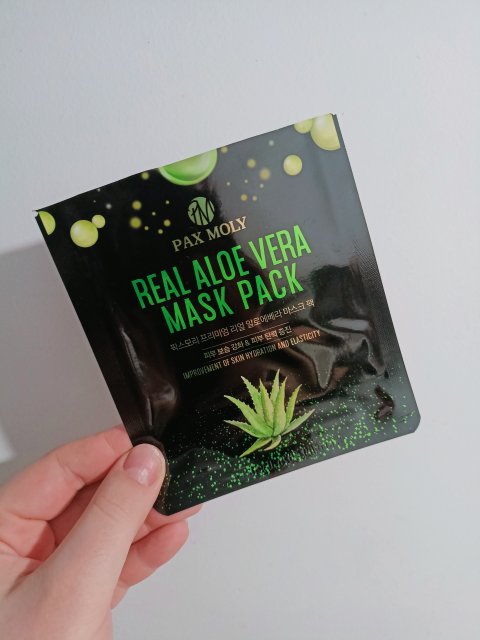 PM
PAX MOLY
REAL ALOE VERA
MASK PACK
팍스모리 프리미엄 리얼 알로에베라 마스크 팩
피부 보습 강화 & 피부 탄력 증진
IMPROVEMENT OF SKIN HYDRATION AND ELASTICITY